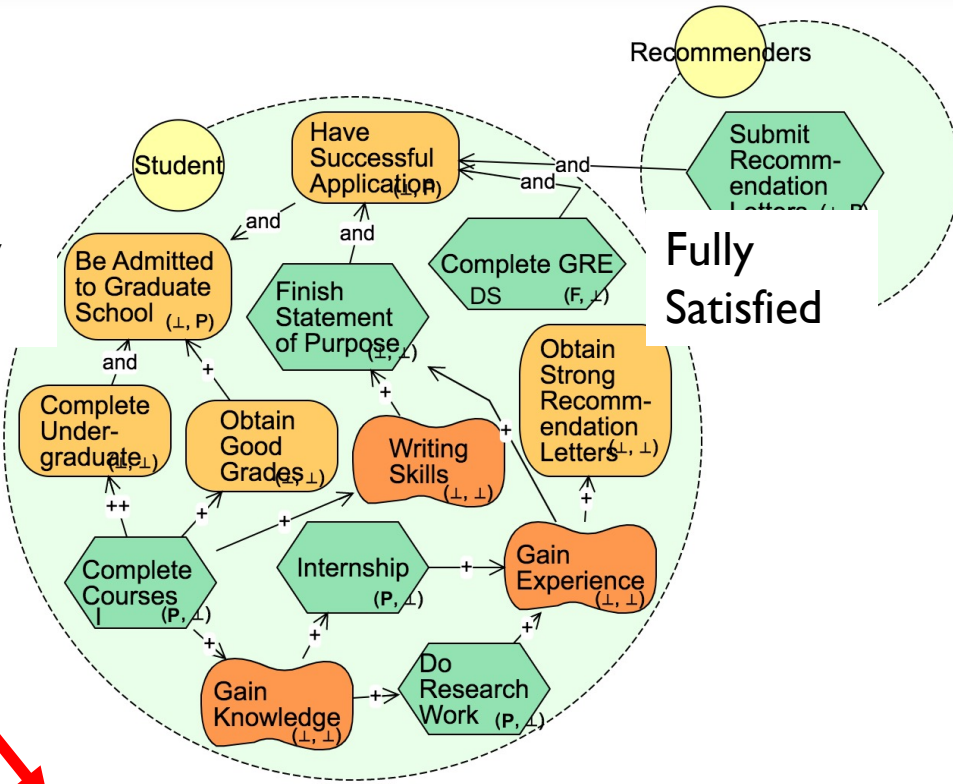 Recommenders
Submit
Recomm-
endation
Letters (⊥, P)
Fully
Satisfied
Student
Have
Successful
Application
(⊥, P)
and
and
and
and
Be Admitted
to Graduate
School (⊥, P)
Finish
Statement
of Purpose
(⊥, ⊥)
Complete GRE
DS (F, ⊥)
and
+
Complete
Under-
graduate
(⊥, ⊥)
Obtain
Good
Grades
(⊥, ⊥)
+
Writing
Skills
(⊥, ⊥)
+
Obtain
Strong
Recomm-
endation
Letters
(⊥, ⊥)
++
+
+
+
Complete
Courses
I (P, ⊥)
Internship
(P, ⊥)
+
Gain
Experience
(⊥, ⊥)
+
+
+
Gain
Knowledge
(⊥, ⊥)
+
Do
Research
Work (P, ⊥)